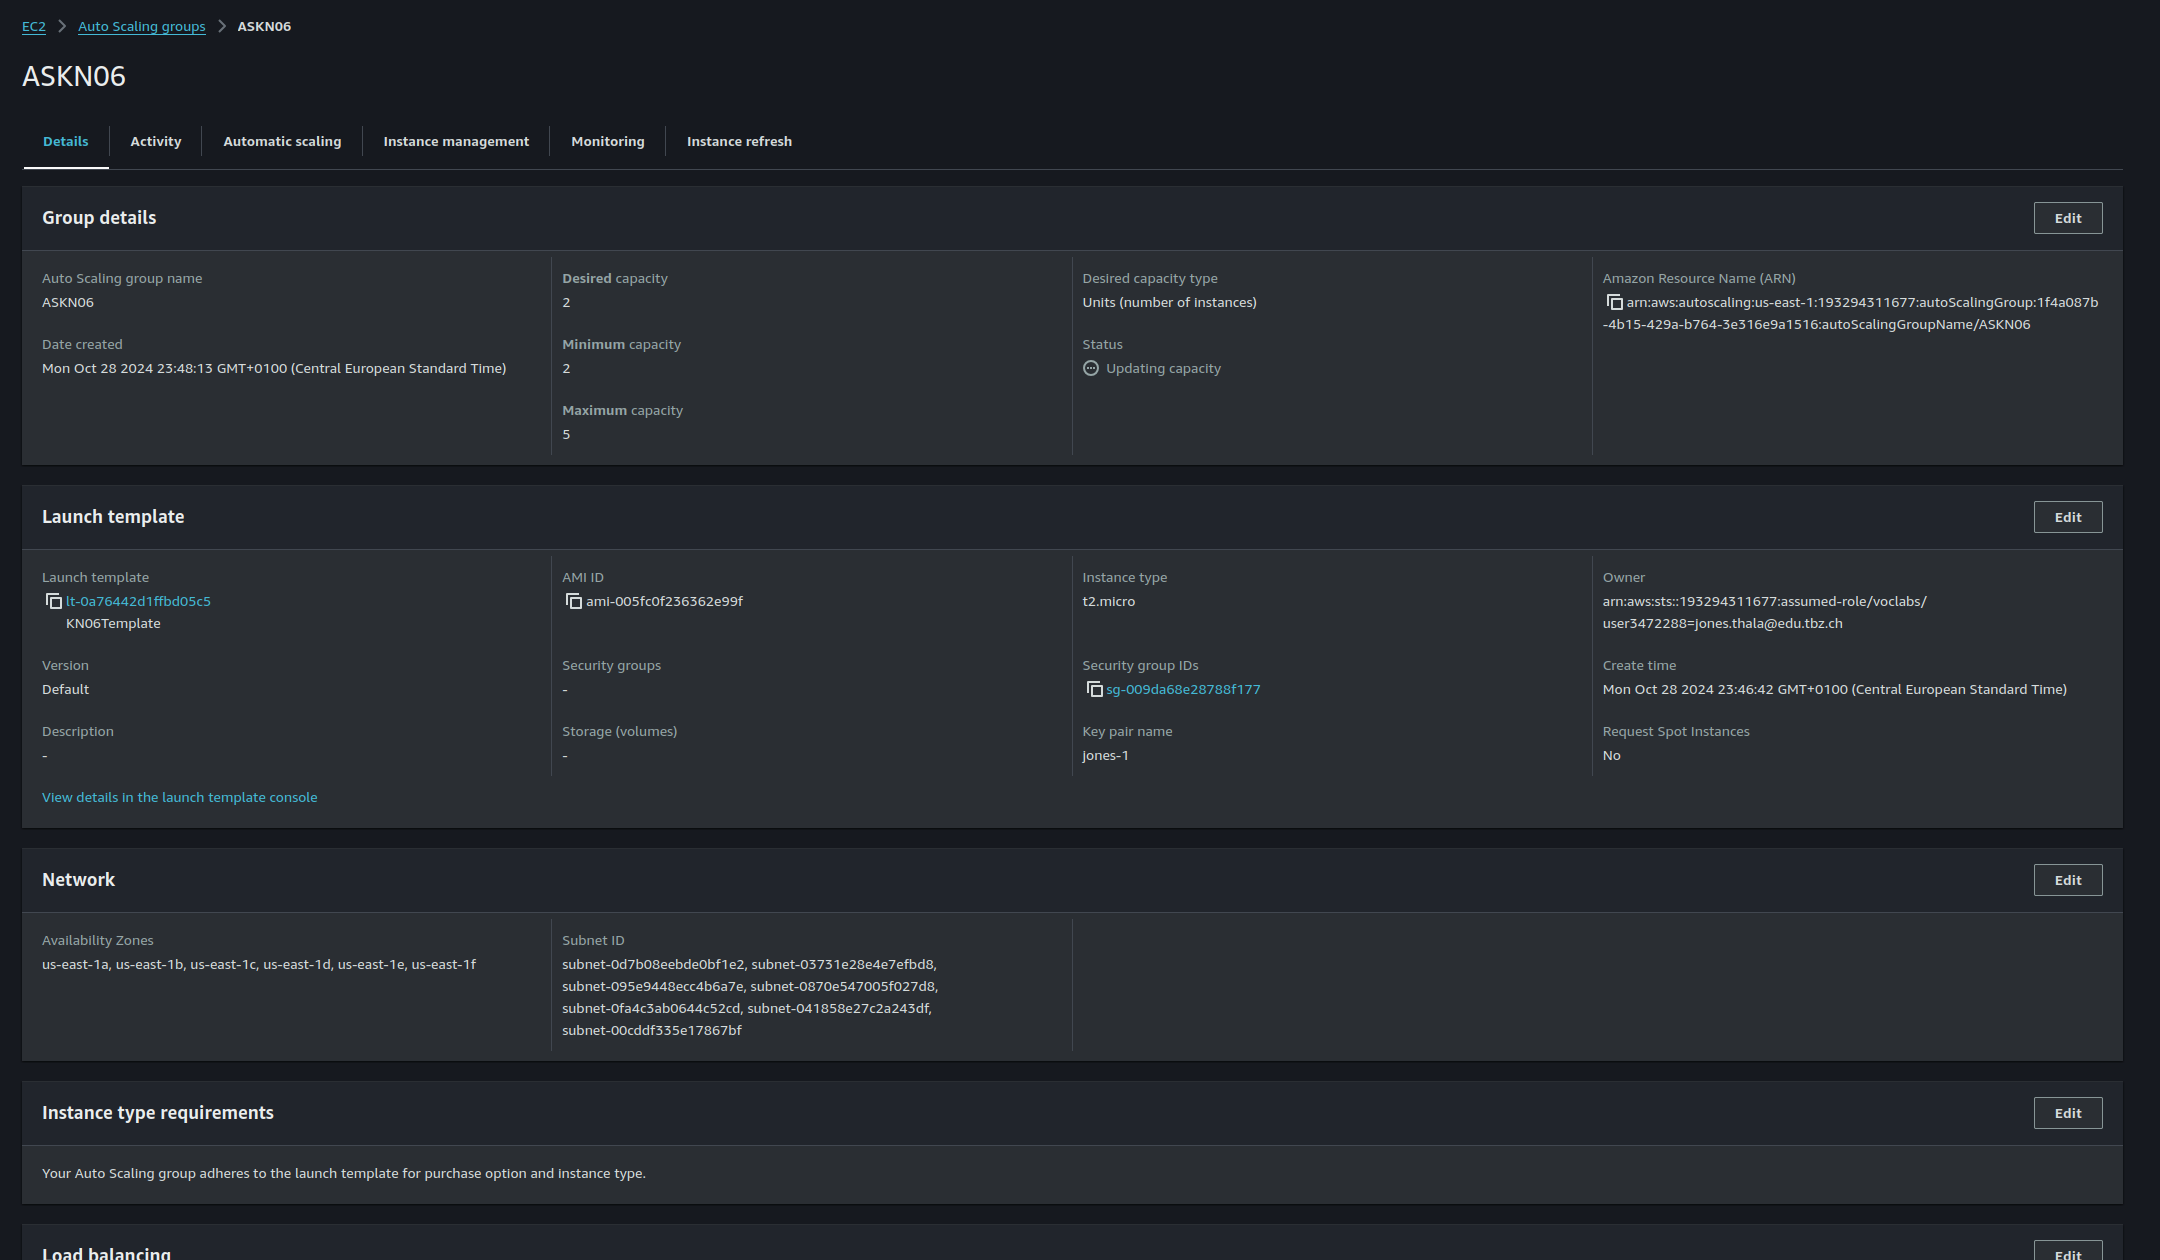 EC2 > Auto Scaling groups > ASKN06
ASKN06
Details
Activity
Automatic scaling
Instance management
Monitoring
Instance refresh
Group details
Edit
Auto Scaling group name
ASKN06
Date created
Mon Oct 28 2024 23:48:13 GMT+0100 (Central European Standard Time)
Desired capacity
2
Minimum capacity
2
Maximum capacity
5
Desired capacity type
Units (number of instances)
Status
Updating capacity
Amazon Resource Name (ARN)
arn:aws:autoscaling:us-east-1:193294311677:autoScalingGroup:1f4a087b
-4b15-429a-b764-3e316e9a1516:autoScalingGroupName/ASKN06
Launch template
Edit
Launch template
lt-0a76442d1ffbd05c5
KN06Template
Version
Default
Description
-
View details in the launch template console
AMI ID
ami-005fc0f236362e99f
Security groups
-
Storage (volumes)
-
Instance type
t2.micro
Security group IDs
sg-009da68e28788f177
Key pair name
jones-1
Owner
arn:aws:sts::193294311677:assumed-role/voclabs/
user3472288=jones.thala@edu.tbz.ch
Create time
Mon Oct 28 2024 23:46:42 GMT+0100 (Central European Standard Time)
Request Spot Instances
No
Network
Edit
Availability Zones
us-east-1a, us-east-1b, us-east-1c, us-east-1d, us-east-1e, us-east-1f
Subnet ID
subnet-0d7b08eebde0bf1e2, subnet-03731e28e4e7efbd8,
subnet-095e9448ecc4b6a7e, subnet-0870e547005f027d8,
subnet-0fa4c3ab0644c52cd, subnet-041858e27c2a243df,
subnet-00cddf335e17867bf
Instance type requirements
Edit
Your Auto Scaling group adheres to the launch template for purchase option and instance type.
Load balancing
Edit